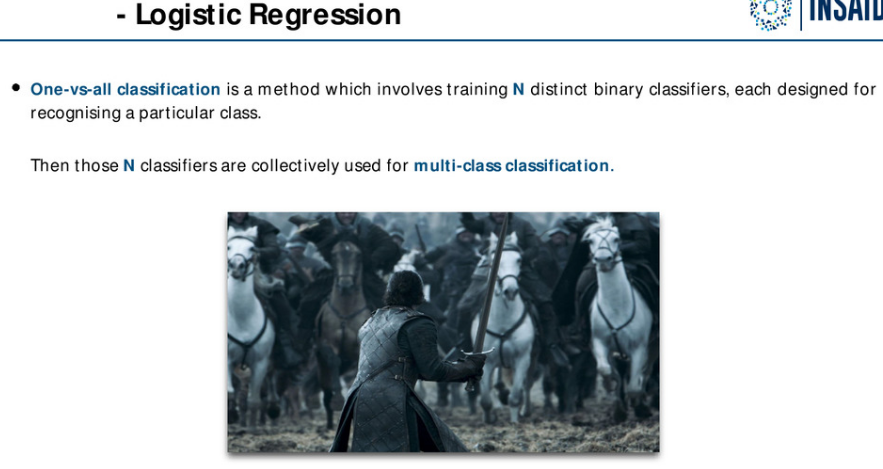 - Logistic Regression
INSAID
One-vs-all classification is a method which involves training N distinct binary classifiers, each designed for
recognising a particular class.
Then those N classifiers are collectively used for multi-class classification.